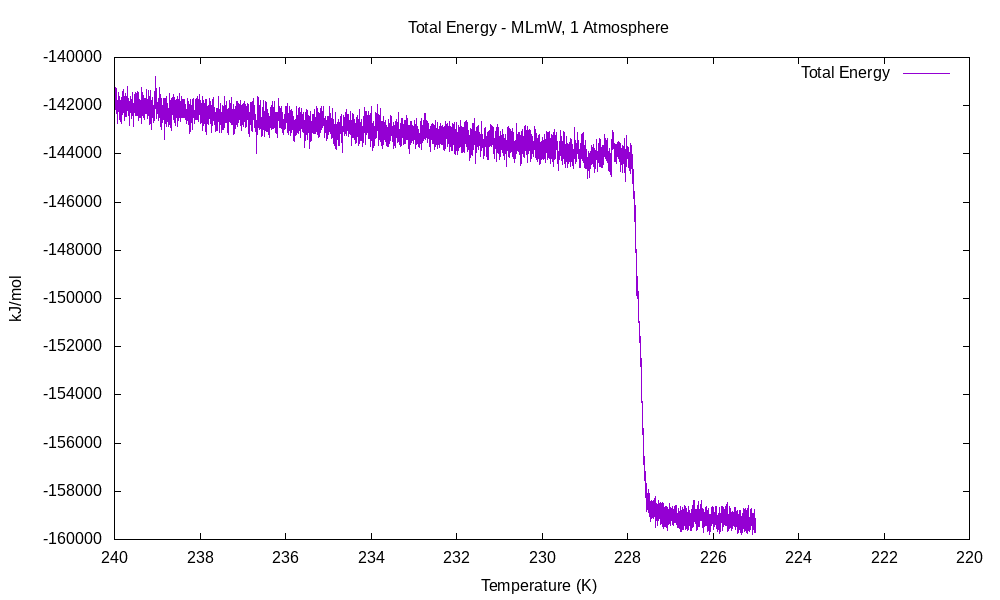 Total Energy - MLmW, 1 Atmosphere
Total Energy
-140000
-142000
-144000
-146000
-148000
-150000
-152000
-154000
-156000
-158000
-160000
kJ/mol
240 238 236 234 232 230 228 226 224 222 220
Temperature (K)